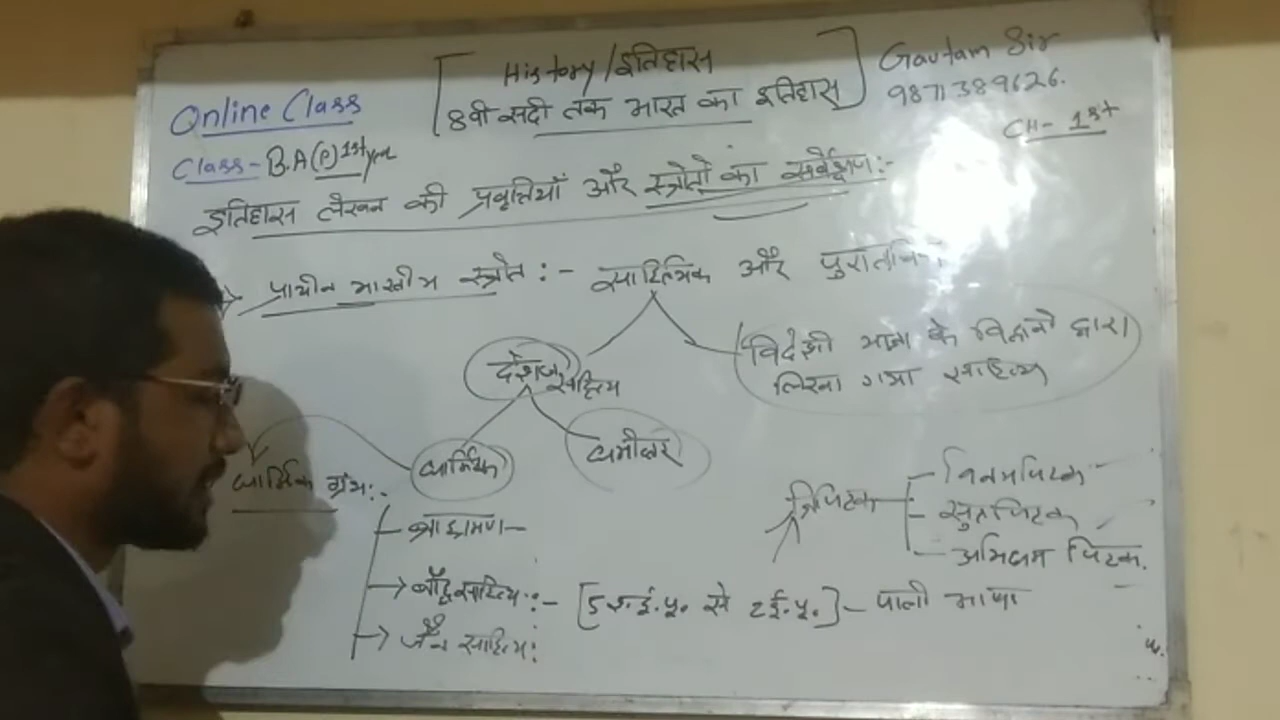 Online Class
[History/इतिहास
8वीं सदी तक भारत का इतिहास]
Gautam Sir
9871389626.
CH- 1st
Class- B.A(P) 1st year
इतिहास लेखन की प्रवृत्तियाँ और स्त्रोतों का सर्वेक्षण:-
प्राचीन भारतीय स्त्रोत:- साहित्यिक और
देशज साहित्य
विदेशी भाषा के विद्वानों द्वारा
लिखा गया साहित्य
धार्मिक
धर्मोत्तर
धार्मिक ग्रंथ:-
ब्राह्मण-
बौद्ध साहित्य:- [ई.पू. से ई.पू.] - पाली भाषा
जैन साहित्य:
त्रिपिटक
विनयपिटक
सुत्तपिटक
अभिधम्म पिटक.